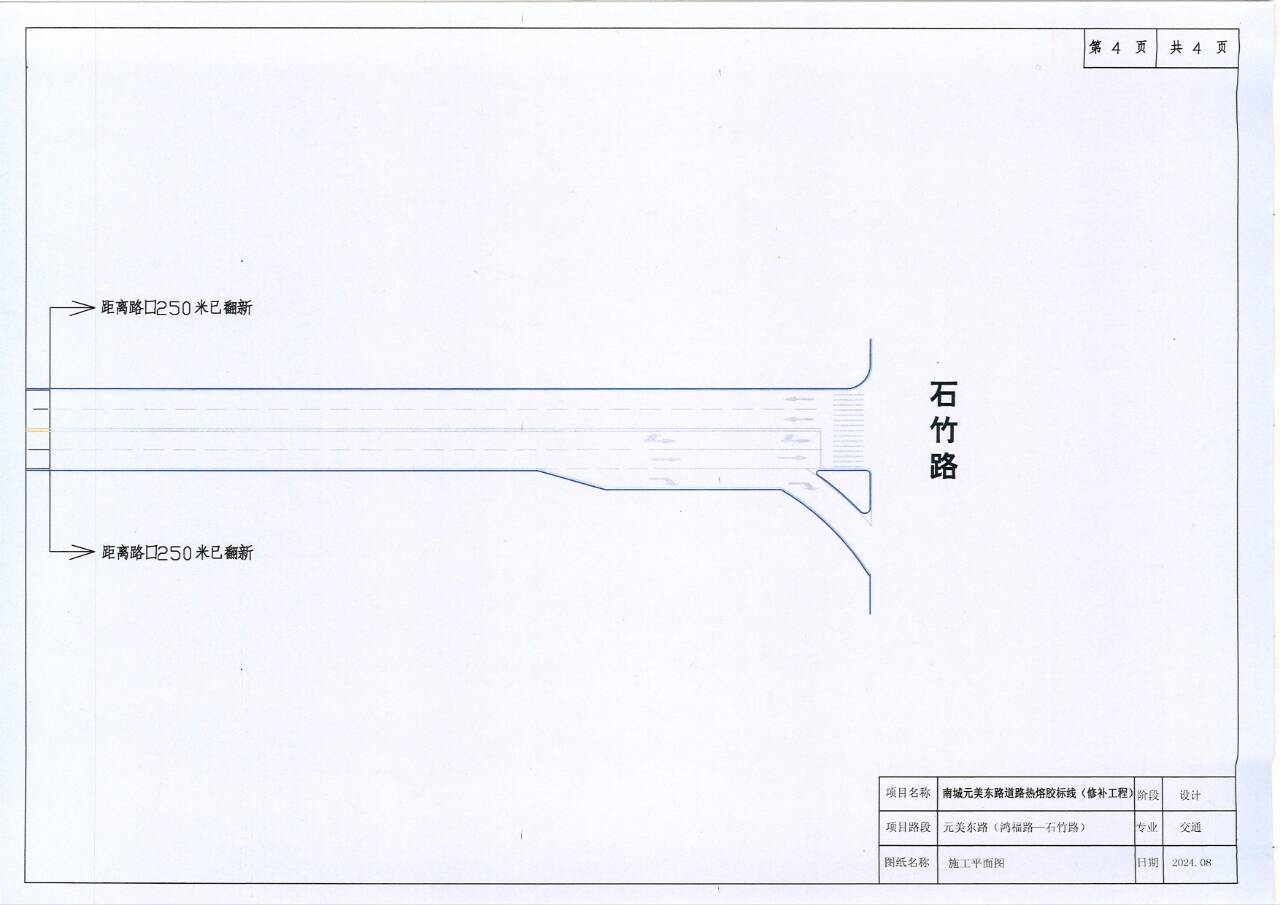 第 4 页 共 4 页
距离路口250米已翻新
石竹路
距离路口250米已翻新
项目名称 南城元美东路道路热熔胶标线（修补工程） 阶段 设计
项目路段 元美东路（鸿福路—石竹路） 专业 交通
图纸名称 施工平面图 日期 2024.08